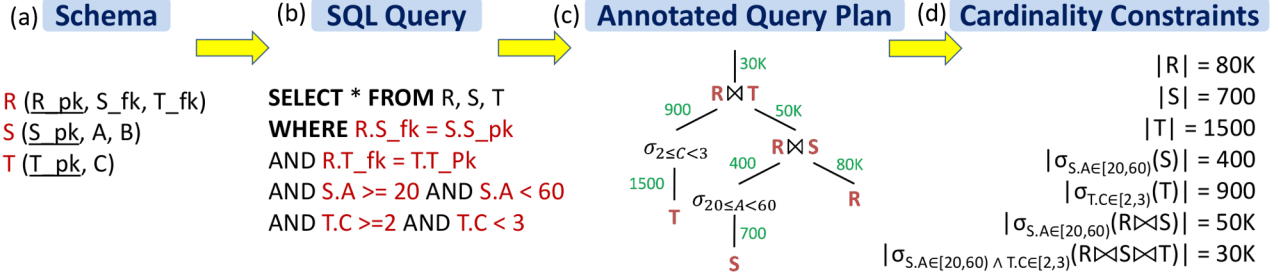 (a) Schema
R (R_pk, S_fk, T_fk)
S (S_pk, A, B)
T (T_pk, C)
(b) SQL Query
SELECT * FROM R, S, T
WHERE R.S_fk = S.S_pk
AND R.T_fk = T.T_Pk
AND S.A >= 20 AND S.A < 60
AND T.C >=2 AND T.C < 3
(c) Annotated Query Plan
30K
R⋈T
900 50K
σ2≤C<3 R⋈S
1500 400 80K
T σ20≤A<60 R
700
S
(d) Cardinality Constraints
|R| = 80K
|S| = 700
|T| = 1500
|σS.A∈[20,60)(S)| = 400
|σT.C∈[2,3)(T)| = 900
|σS.A∈[20,60)(R⋈S)| = 50K
|σS.A∈[20,60) ∧ T.C∈[2,3)(R⋈S⋈T)| = 30K